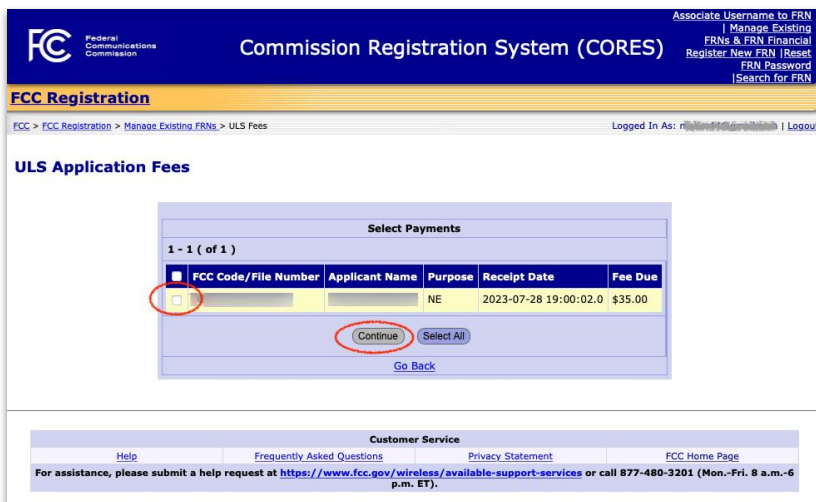 Associate Username to FRN
| Manage Existing
FRNs & FRN Financial
Register New FRN |Reset
FRN Password
|Search for FRN
FC Federal
Communications
Commission
Commission Registration System (CORES)
FCC Registration
FCC > FCC Registration > Manage Existing FRNs > ULS Fees
Logged In As: | Logout
ULS Application Fees
Select Payments
1 - 1 ( of 1 )
FCC Code/File Number Applicant Name Purpose Receipt Date Fee Due
NE 2023-07-28 19:00:02.0 $35.00
Continue Select All
Go Back
Customer Service
Help Frequently Asked Questions Privacy Statement FCC Home Page
For assistance, please submit a help request at https://www.fcc.gov/wireless/available-support-services or call 877-480-3201 (Mon.-Fri. 8 a.m.-6
p.m. ET).